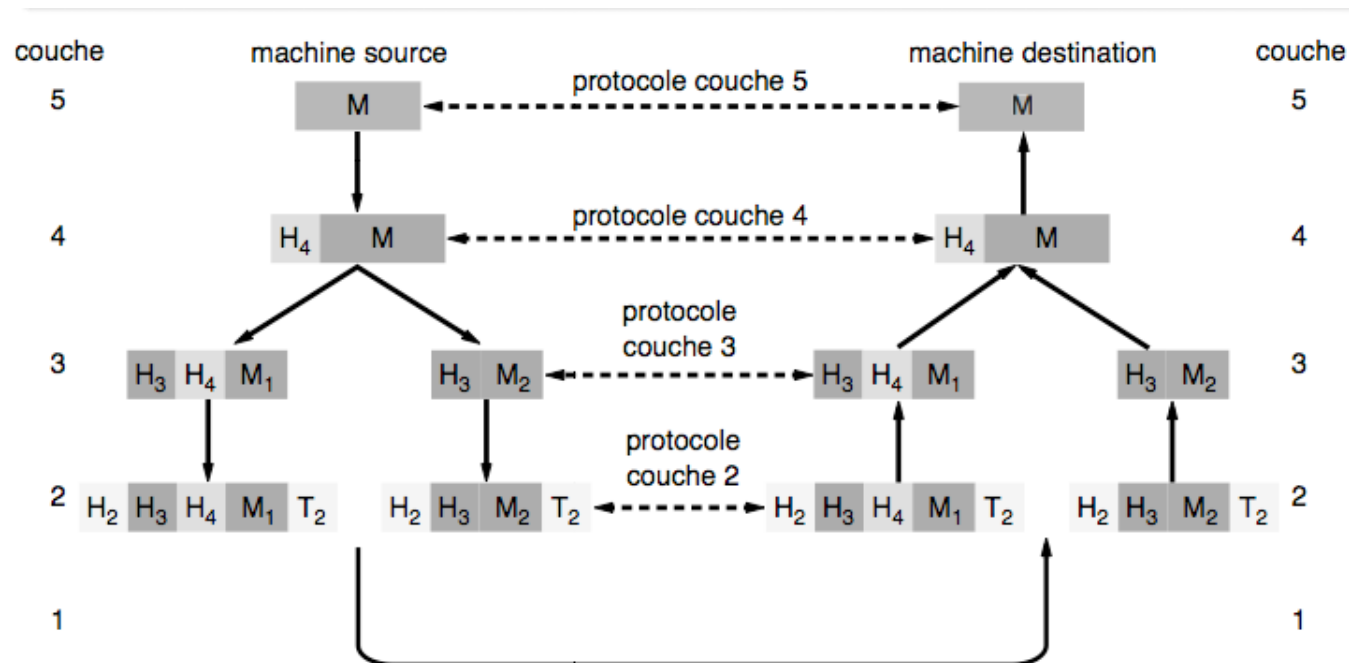 couche machine source machine destination couche
5 M protocole couche 5 M 5
4 H₄ M protocole couche 4 H₄ M 4
protocole
couche 3
3 H₃ H₄ M₁ H₃ M₂ H₃ H₄ M₁ H₃ M₂ 3
protocole
couche 2
2 H₂ H₃ H₄ M₁ T₂ H₂ H₃ M₂ T₂ H₂ H₃ H₄ M₁ T₂ H₂ H₃ M₂ T₂ 2
1 1